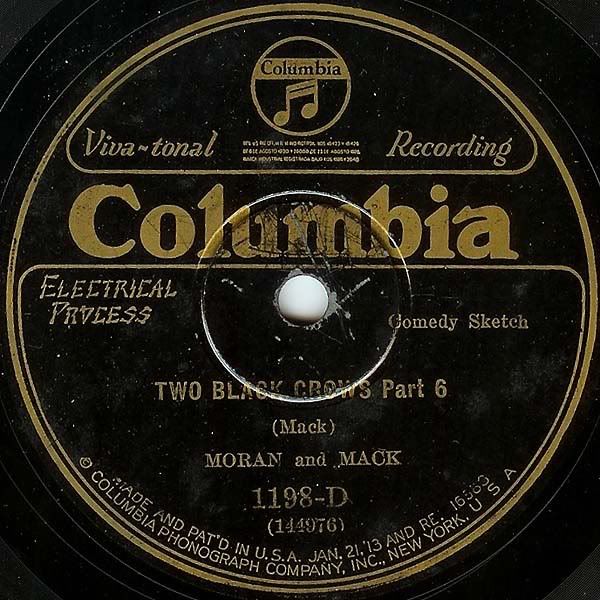 Columbia
Viva-tonal Recording
Columbia
ELECTRICAL
PROCESS
Comedy Sketch
TWO BLACK CROWS Part 6
(Mack)
MORAN and MACK
1198-D
(144976)
MADE AND PAT'D IN U.S.A. JAN. 21,'13 AND RE. 16588
© COLUMBIA PHONOGRAPH COMPANY, INC., NEW YORK, U S A